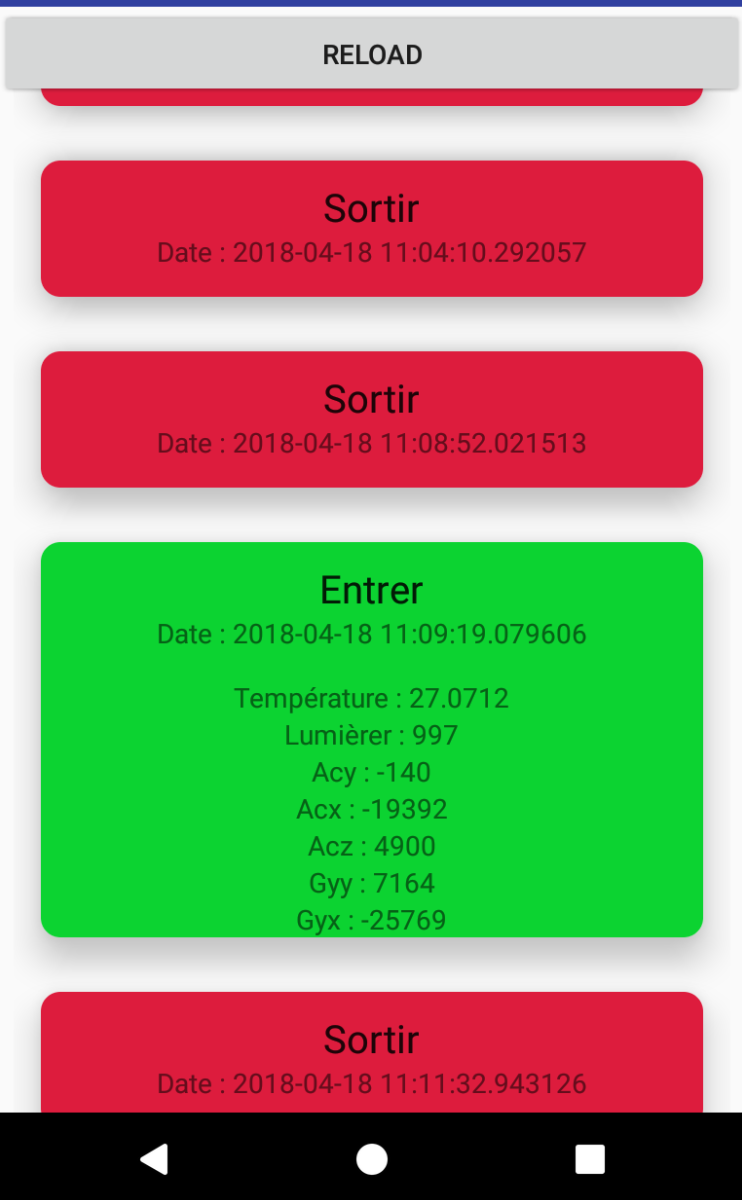 RELOAD
Sortir
Date : 2018-04-18 11:04:10.292057
Sortir
Date : 2018-04-18 11:08:52.021513
Entrer
Date : 2018-04-18 11:09:19.079606
Température : 27.0712
Lumièrer : 997
Acy : -140
Acx : -19392
Acz : 4900
Gyy : 7164
Gyx : -25769
Sortir
Date : 2018-04-18 11:11:32.943126